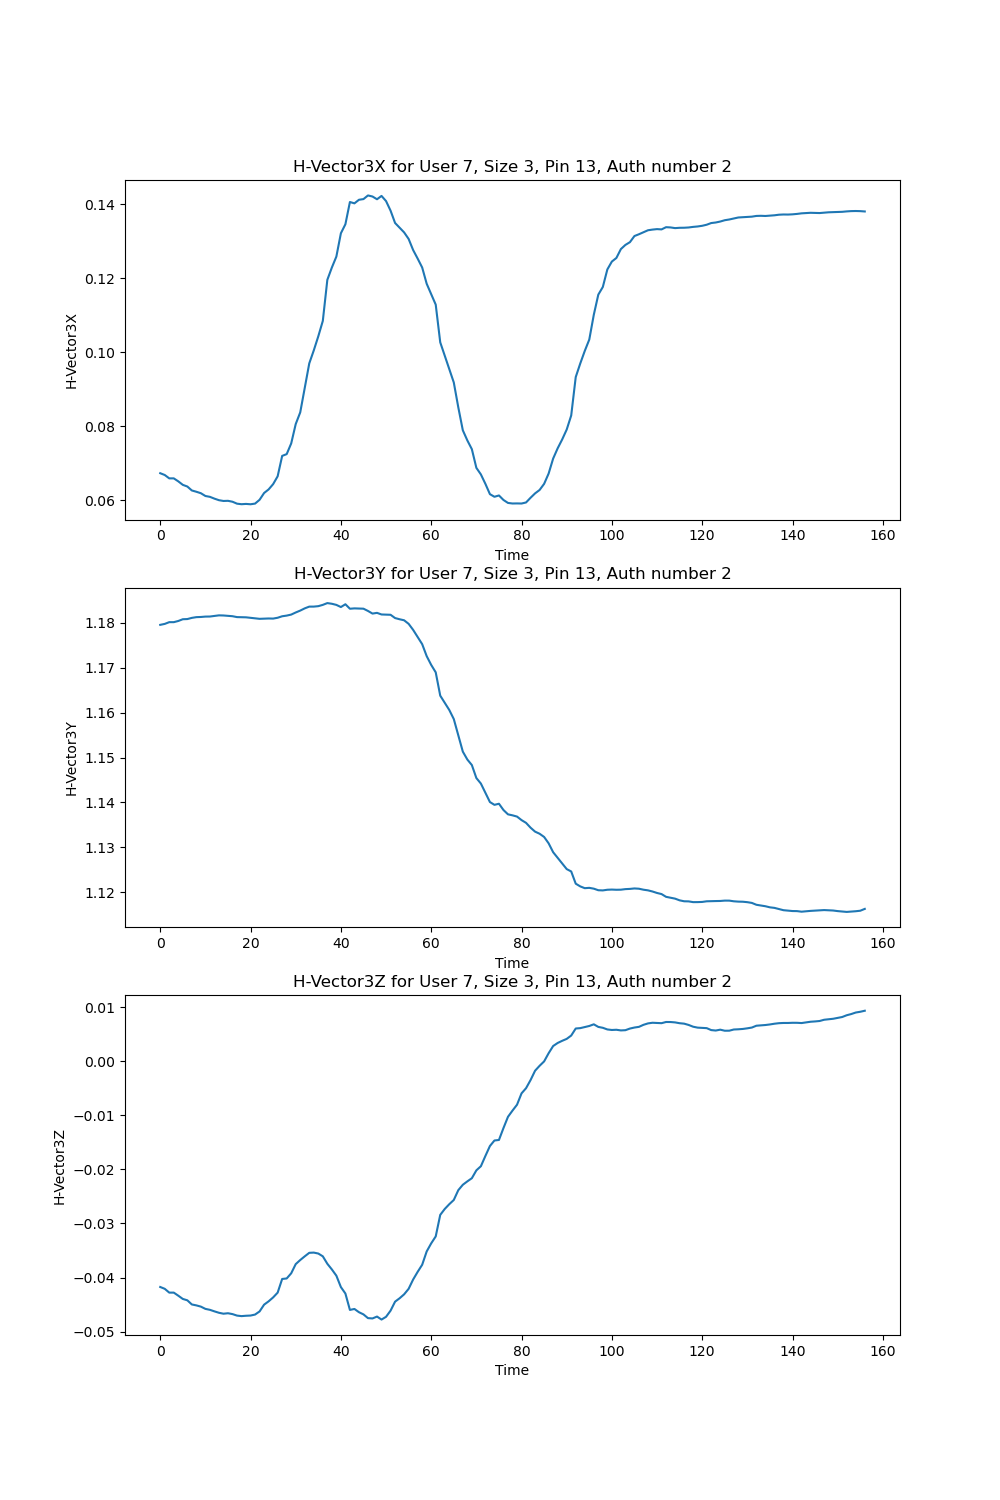 H-Vector3X for User 7, Size 3, Pin 13, Auth number 2
0.14
0.12
0.10
0.08
0.06
H-Vector3X
0 20 40 60 80 100 120 140 160
Time
H-Vector3Y for User 7, Size 3, Pin 13, Auth number 2
1.18
1.17
1.16
1.15
1.14
1.13
1.12
H-Vector3Y
0 20 40 60 80 100 120 140 160
Time
H-Vector3Z for User 7, Size 3, Pin 13, Auth number 2
0.01
0.00
−0.01
−0.02
−0.03
−0.04
−0.05
H-Vector3Z
0 20 40 60 80 100 120 140 160
Time